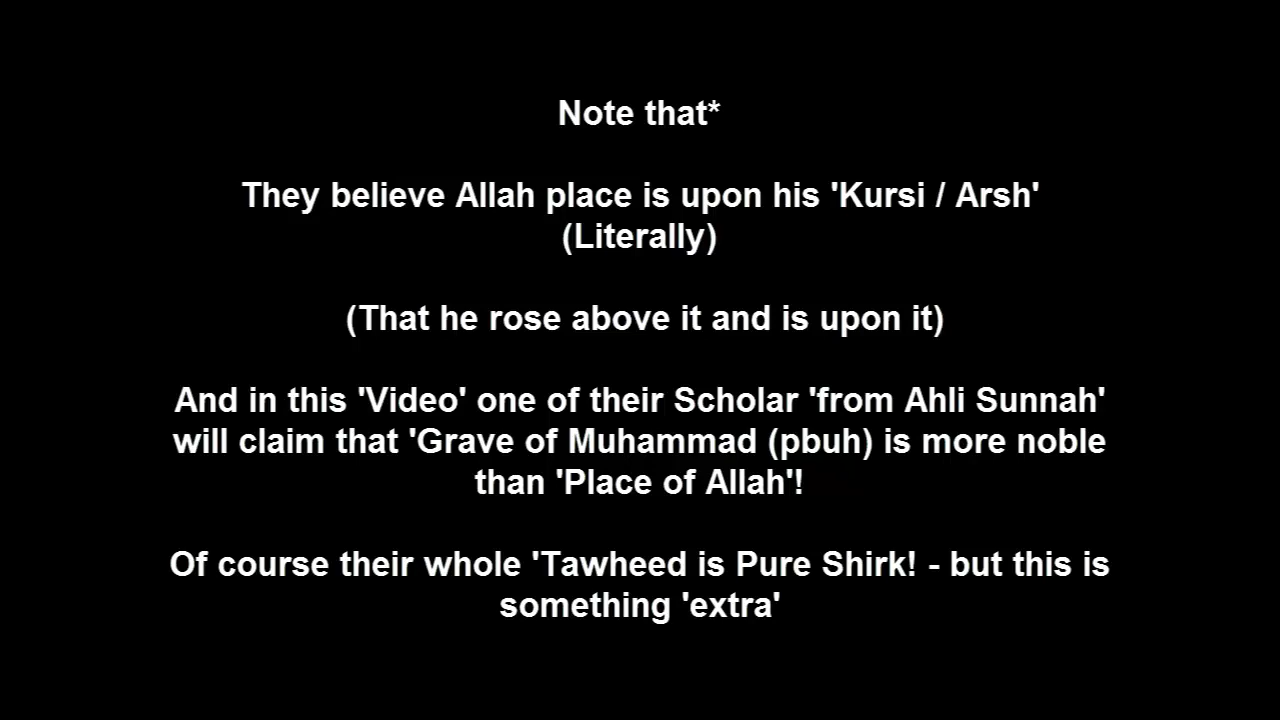 Note that*
They believe Allah place is upon his 'Kursi / Arsh'
(Literally)
(That he rose above it and is upon it)
And in this 'Video' one of their Scholar 'from Ahli Sunnah'
will claim that 'Grave of Muhammad (pbuh) is more noble
than 'Place of Allah'!
Of course their whole 'Tawheed is Pure Shirk! - but this is
something 'extra'